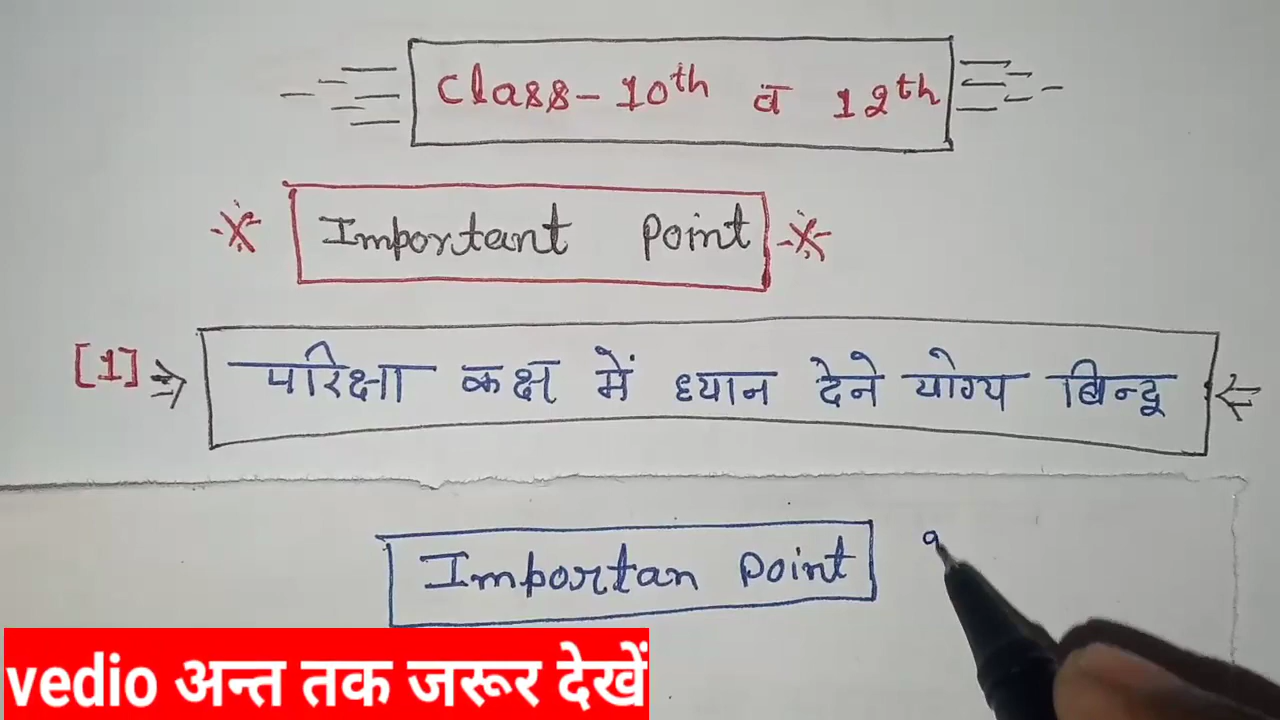 Class-10th व 12th
Important Point
[1] ⇒ परिक्षा कक्ष में ध्यान देने योग्य बिन्दू ⇐
Importan Point
vedio अन्त तक जरूर देखें